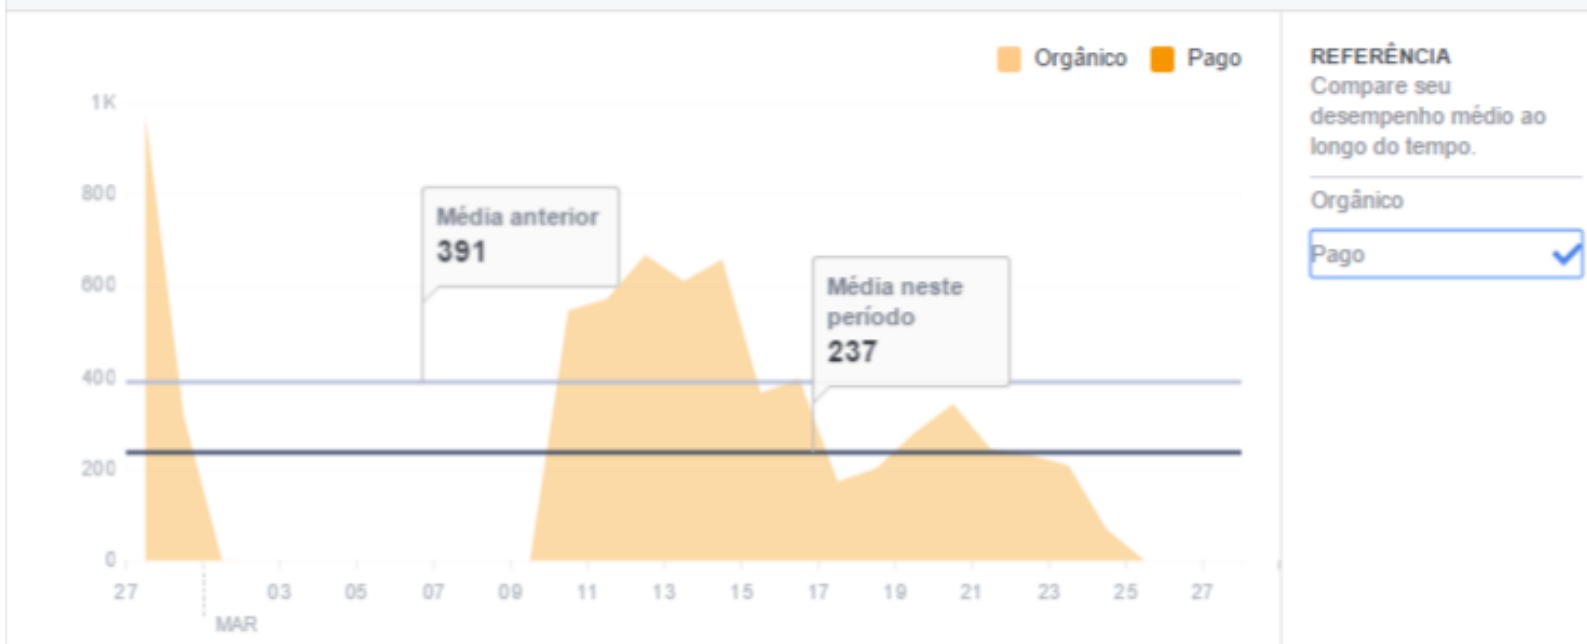 Orgânico Pago
1K
800
600
400
200
0
Média anterior
391
Média neste
período
237
27 03 05 07 09 11 13 15 17 19 21 23 25 27
MAR
REFERÊNCIA
Compare seu
desempenho médio ao
longo do tempo.
Orgânico
Pago